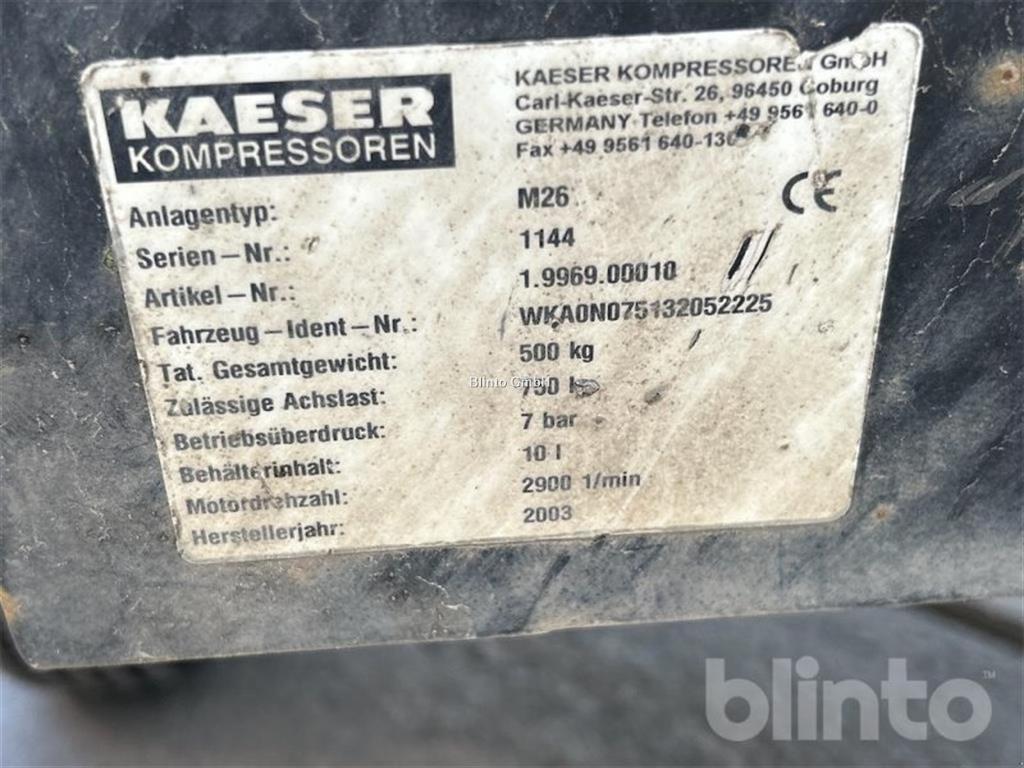 KAESER
KOMPRESSOREN
KAESER KOMPRESSOREN GmbH
Carl-Kaeser-Str. 26, 96450 Coburg
GERMANY Telefon +49 9561 640-0
Fax +49 9561 640-130
CE
Anlagentyp: M26
Serien-Nr.: 1144
Artikel-Nr.: 1.9969.00010
Fahrzeug-Ident-Nr.: WKA0N075132052225
Tat. Gesamtgewicht: 500 kg
Zulässige Achslast: 750
Betriebsüberdruck: 7 bar
Behälterinhalt: 10 l
Motordrehzahl: 2900 1/min
Herstellerjahr: 2003
Blinto GmbH
blinto™